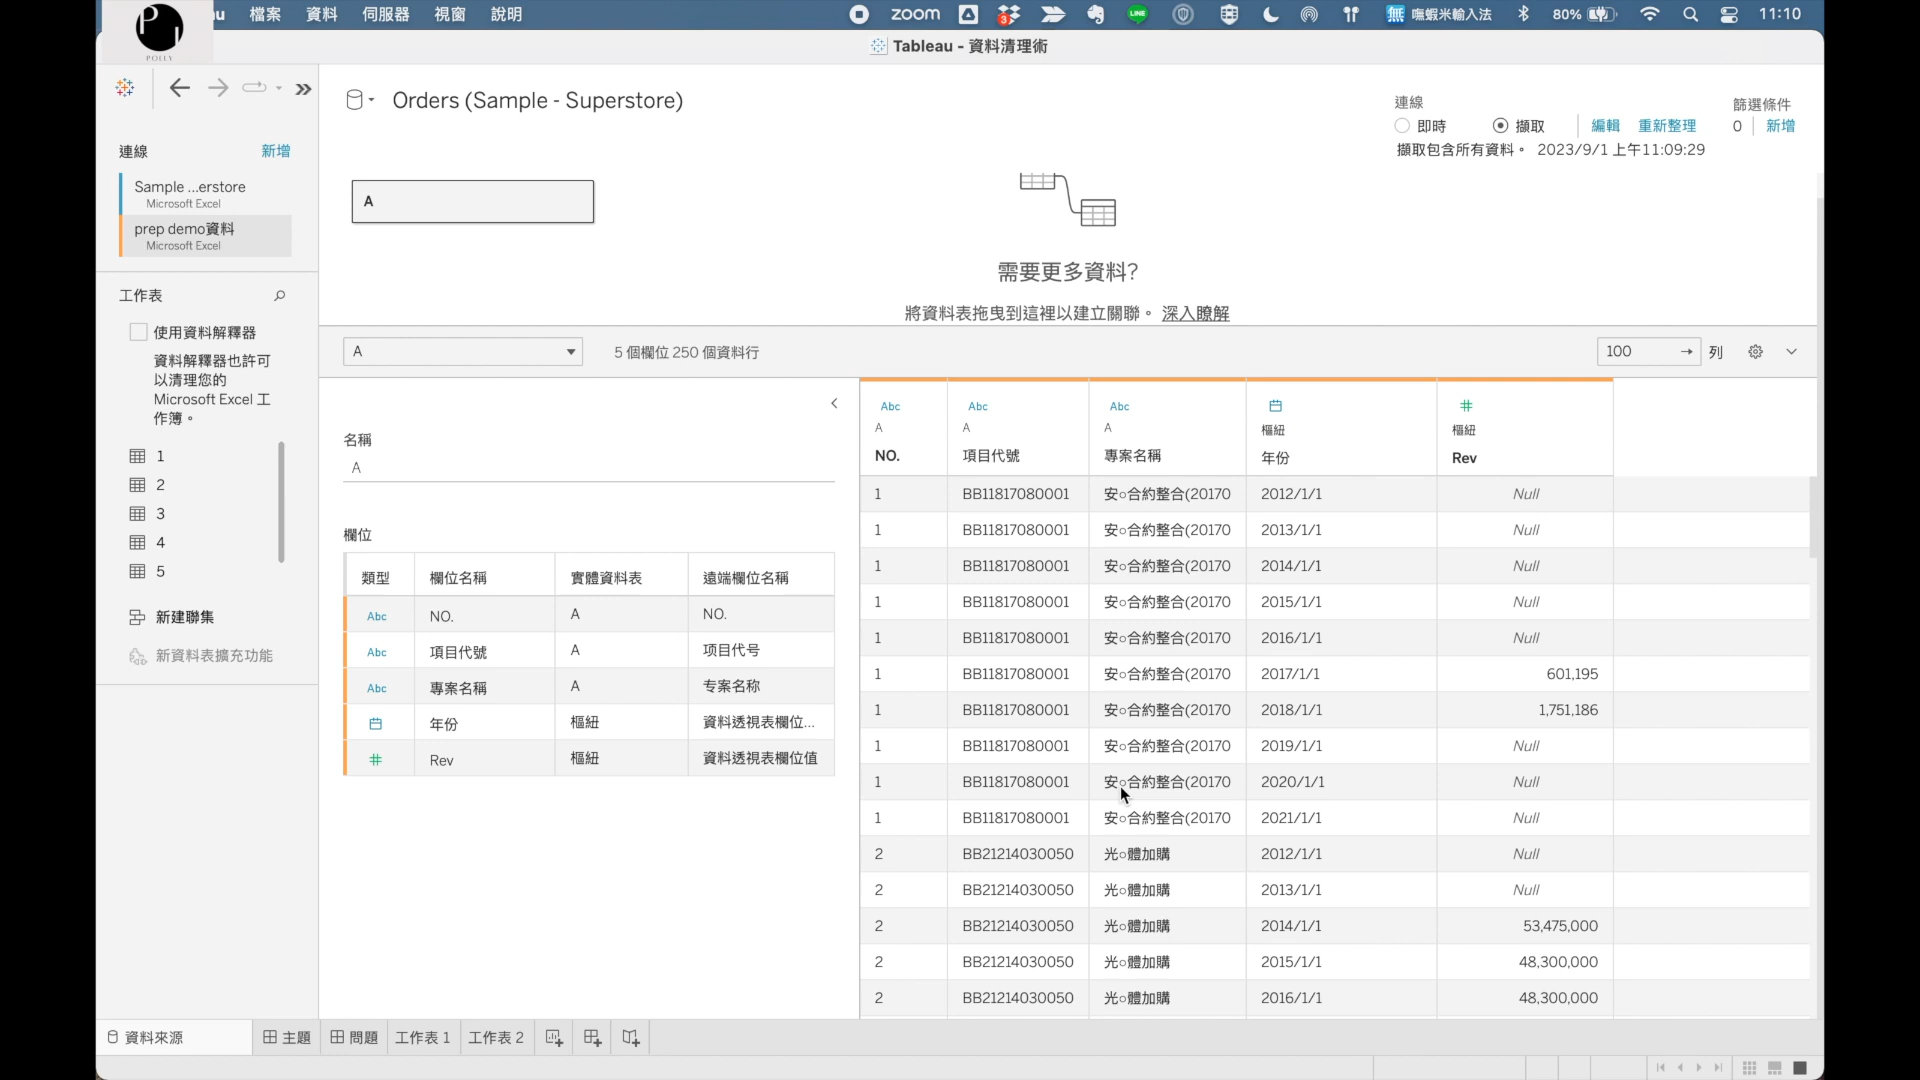 檔案 資料 伺服器 視窗 說明 zoom 3 LINE 無 嘸蝦米輸入法 80% 11:10
POLLY
Tableau - 資料清理術
Orders (Sample - Superstore)
連線
即時 擷取 編輯 重新整理
擷取包含所有資料。 2023/9/1 上午11:09:29
篩選條件
0 新增
連線 新增
Sample ...erstore
Microsoft Excel
prep demo資料
Microsoft Excel
工作表
使用資料解釋器
資料解釋器也許可
以清理您的
Microsoft Excel 工
作簿。
1
2
3
4
5
新建聯集
新資料表擴充功能
A
需要更多資料?
將資料表拖曳到這裡以建立關聯。 深入瞭解
A 5 個欄位 250 個資料行 100 列
名稱
A
欄位
類型 欄位名稱 實體資料表 遠端欄位名稱
Abc NO. A NO.
Abc 項目代號 A 项目代号
Abc 專案名稱 A 专案名称
年份 樞紐 資料透視表欄位...
# Rev 樞紐 資料透視表欄位值
Abc Abc Abc #
A A A 樞紐 樞紐
NO. 項目代號 專案名稱 年份 Rev
1 BB11817080001 安○合約整合(20170 2012/1/1 Null
1 BB11817080001 安○合約整合(20170 2013/1/1 Null
1 BB11817080001 安○合約整合(20170 2014/1/1 Null
1 BB11817080001 安○合約整合(20170 2015/1/1 Null
1 BB11817080001 安○合約整合(20170 2016/1/1 Null
1 BB11817080001 安○合約整合(20170 2017/1/1 601,195
1 BB11817080001 安○合約整合(20170 2018/1/1 1,751,186
1 BB11817080001 安○合約整合(20170 2019/1/1 Null
1 BB11817080001 安○合約整合(20170 2020/1/1 Null
1 BB11817080001 安○合約整合(20170 2021/1/1 Null
2 BB21214030050 光○體加購 2012/1/1 Null
2 BB21214030050 光○體加購 2013/1/1 Null
2 BB21214030050 光○體加購 2014/1/1 53,475,000
2 BB21214030050 光○體加購 2015/1/1 48,300,000
2 BB21214030050 光○體加購 2016/1/1 48,300,000
資料來源 主題 問題 工作表 1 工作表 2